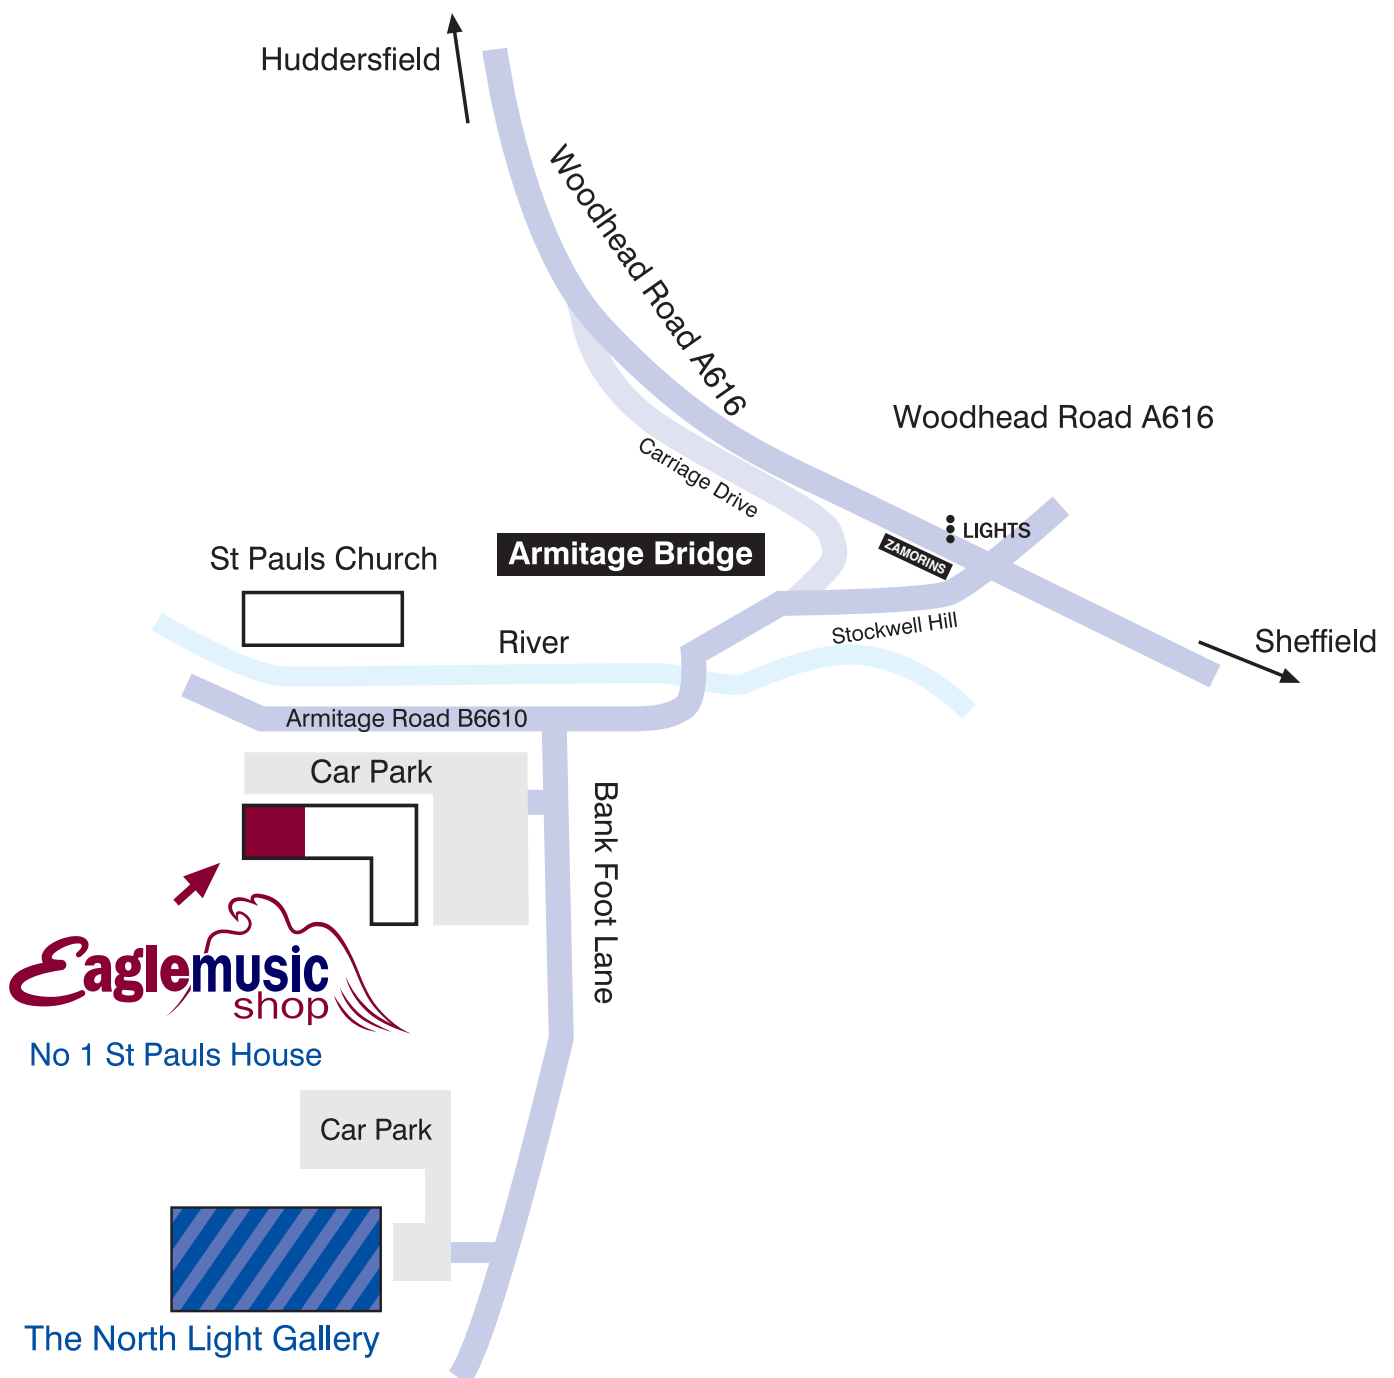 Huddersfield
Woodhead Road A616
Woodhead Road A616
Carriage Drive
LIGHTS
ZAMORINS
Armitage Bridge
St Pauls Church
River
Stockwell Hill
Sheffield
Armitage Road B6610
Car Park
Bank Foot Lane
Eaglemusic
shop
No 1 St Pauls House
Car Park
The North Light Gallery